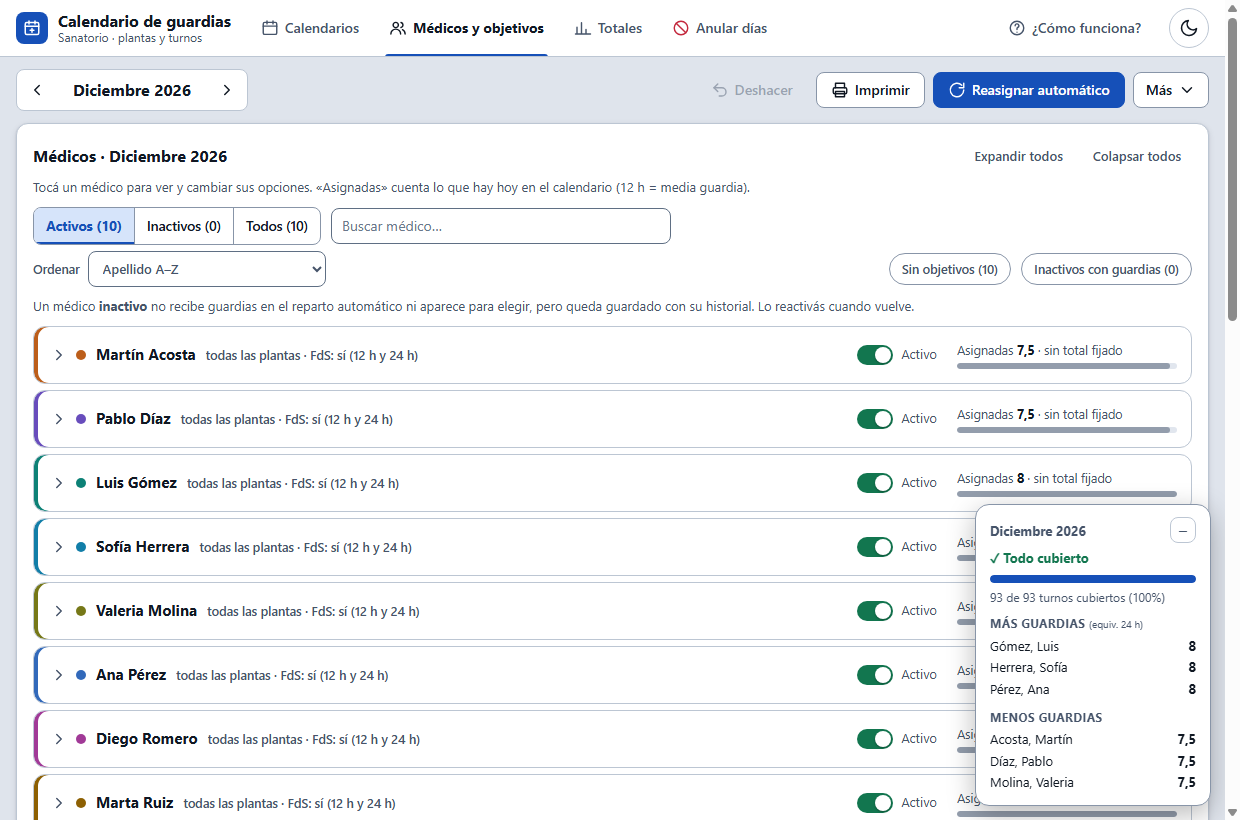 Calendario de guardias
Sanatorio · plantas y turnos
Calendarios
Médicos y objetivos
Totales
Anular días
¿Cómo funciona?
Diciembre 2026
Deshacer
Imprimir
Reasignar automático
Más
Médicos · Diciembre 2026
Expandir todos
Colapsar todos
Tocá un médico para ver y cambiar sus opciones. «Asignadas» cuenta lo que hay hoy en el calendario (12 h = media guardia).
Activos (10)
Inactivos (0)
Todos (10)
Buscar médico...
Ordenar
Apellido A–Z
Sin objetivos (10)
Inactivos con guardias (0)
Un médico inactivo no recibe guardias en el reparto automático ni aparece para elegir, pero queda guardado con su historial. Lo reactivás cuando vuelve.
Martín Acosta todas las plantas · FdS: sí (12 h y 24 h)
Activo
Asignadas 7,5 · sin total fijado
Pablo Díaz todas las plantas · FdS: sí (12 h y 24 h)
Activo
Asignadas 7,5 · sin total fijado
Luis Gómez todas las plantas · FdS: sí (12 h y 24 h)
Activo
Asignadas 8 · sin total fijado
Sofía Herrera todas las plantas · FdS: sí (12 h y 24 h)
Activo
Valeria Molina todas las plantas · FdS: sí (12 h y 24 h)
Activo
Ana Pérez todas las plantas · FdS: sí (12 h y 24 h)
Activo
Diego Romero todas las plantas · FdS: sí (12 h y 24 h)
Activo
Marta Ruiz todas las plantas · FdS: sí (12 h y 24 h)
Activo
Diciembre 2026
–
✓ Todo cubierto
93 de 93 turnos cubiertos (100%)
MÁS GUARDIAS (equiv. 24 h)
Gómez, Luis 8
Herrera, Sofía 8
Pérez, Ana 8
MENOS GUARDIAS
Acosta, Martín 7,5
Díaz, Pablo 7,5
Molina, Valeria 7,5